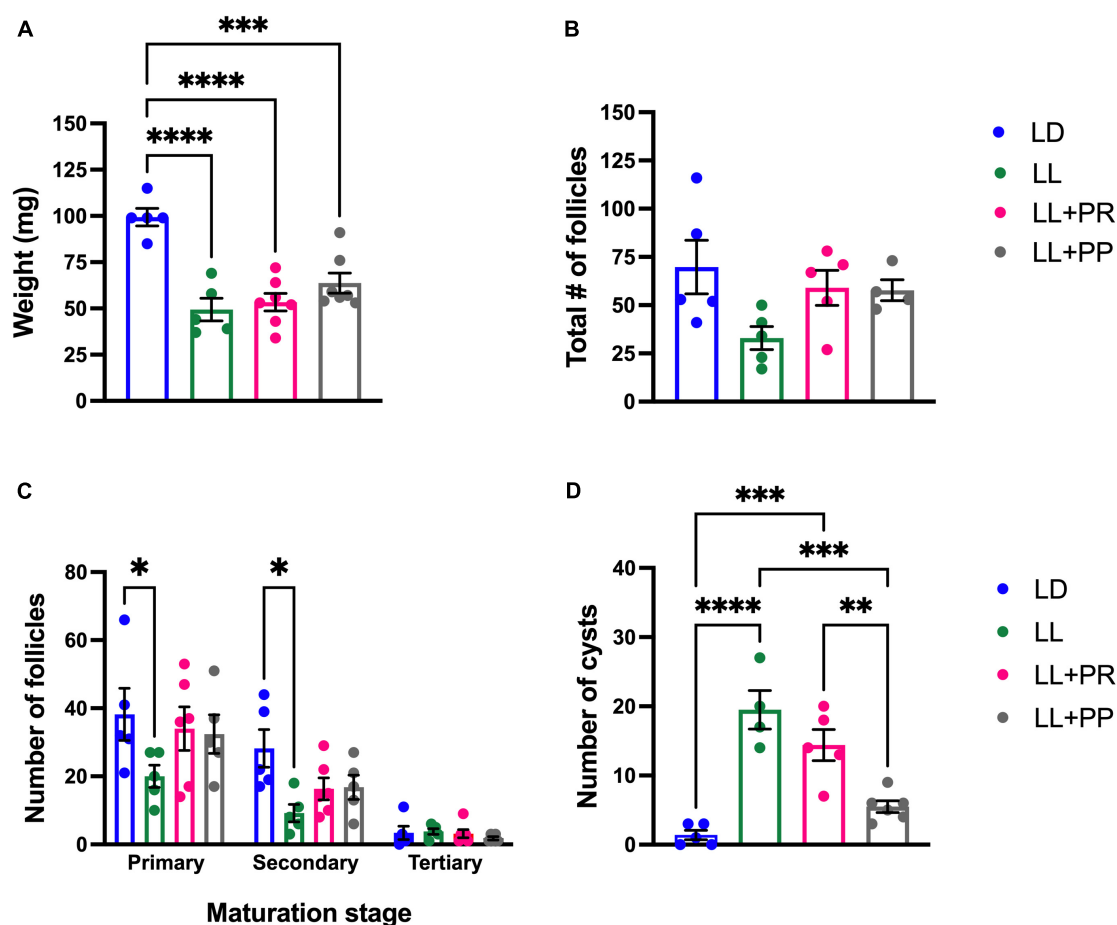 A
***
****
****
150
125
100
75
50
25
0
Weight (mg)
B
150
125
100
75
50
25
0
Total # of follicles
LD
LL
LL+PR
LL+PP
C
*
*
80
60
40
20
0
Number of follicles
Primary Secondary Tertiary
Maturation stage
D
***
***
****
**
40
30
20
10
0
Number of cysts
LD
LL
LL+PR
LL+PP